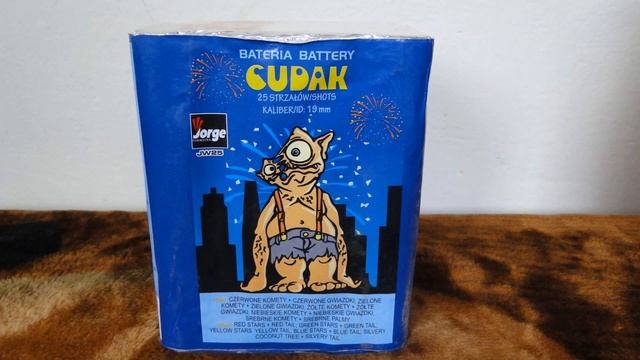 BATERIA BATTERY
CUDAK
25 STRZAŁÓW/SHOTS
KALIBER/ID: 19 mm
Jorge
JW25
CZERWONE KOMETY + CZERWONE GWIAZDKI, ZIELONE
KOMETY + ZIELONE GWIAZDKI, ŻÓŁTE KOMETY + ŻÓŁTE
GWIAZDKI, NIEBIESKIE KOMETY + NIEBIESKIE GWIAZDKI,
SREBRNE KOMETY + SREBRNE PALMY
RED STARS + RED TAIL, GREEN STARS + GREEN TAIL,
YELLOW STARS YELLOW TAIL, BLUE STARS + BLUE TAIL, SILVERY
COCONUT TREE + SILVERY TAIL